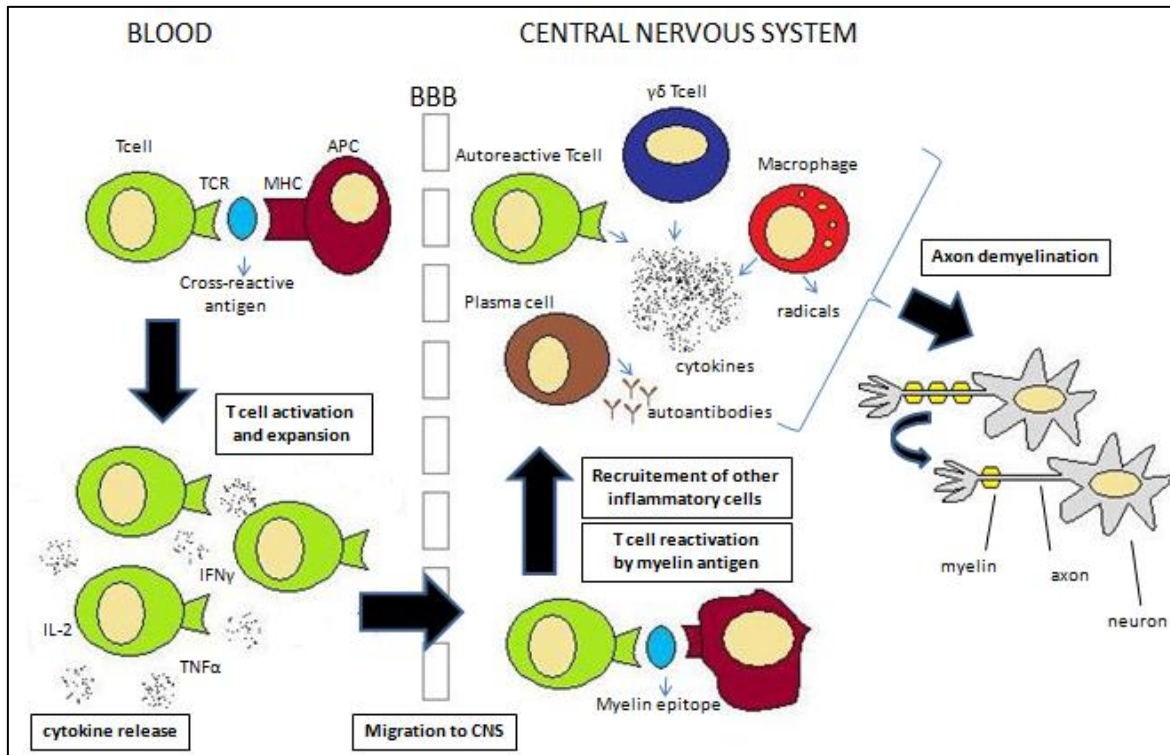 BLOOD
CENTRAL NERVOUS SYSTEM
BBB
Tcell
TCR
MHC
APC
Cross-reactive
antigen
T cell activation
and expansion
IFNγ
IL-2
TNFα
cytokine release
Migration to CNS
γδ Tcell
Autoreactive Tcell
Macrophage
Plasma cell
radicals
cytokines
autoantibodies
Recruitement of other
inflammatory cells
T cell reactivation
by myelin antigen
Myelin epitope
Axon demyelination
myelin
axon
neuron